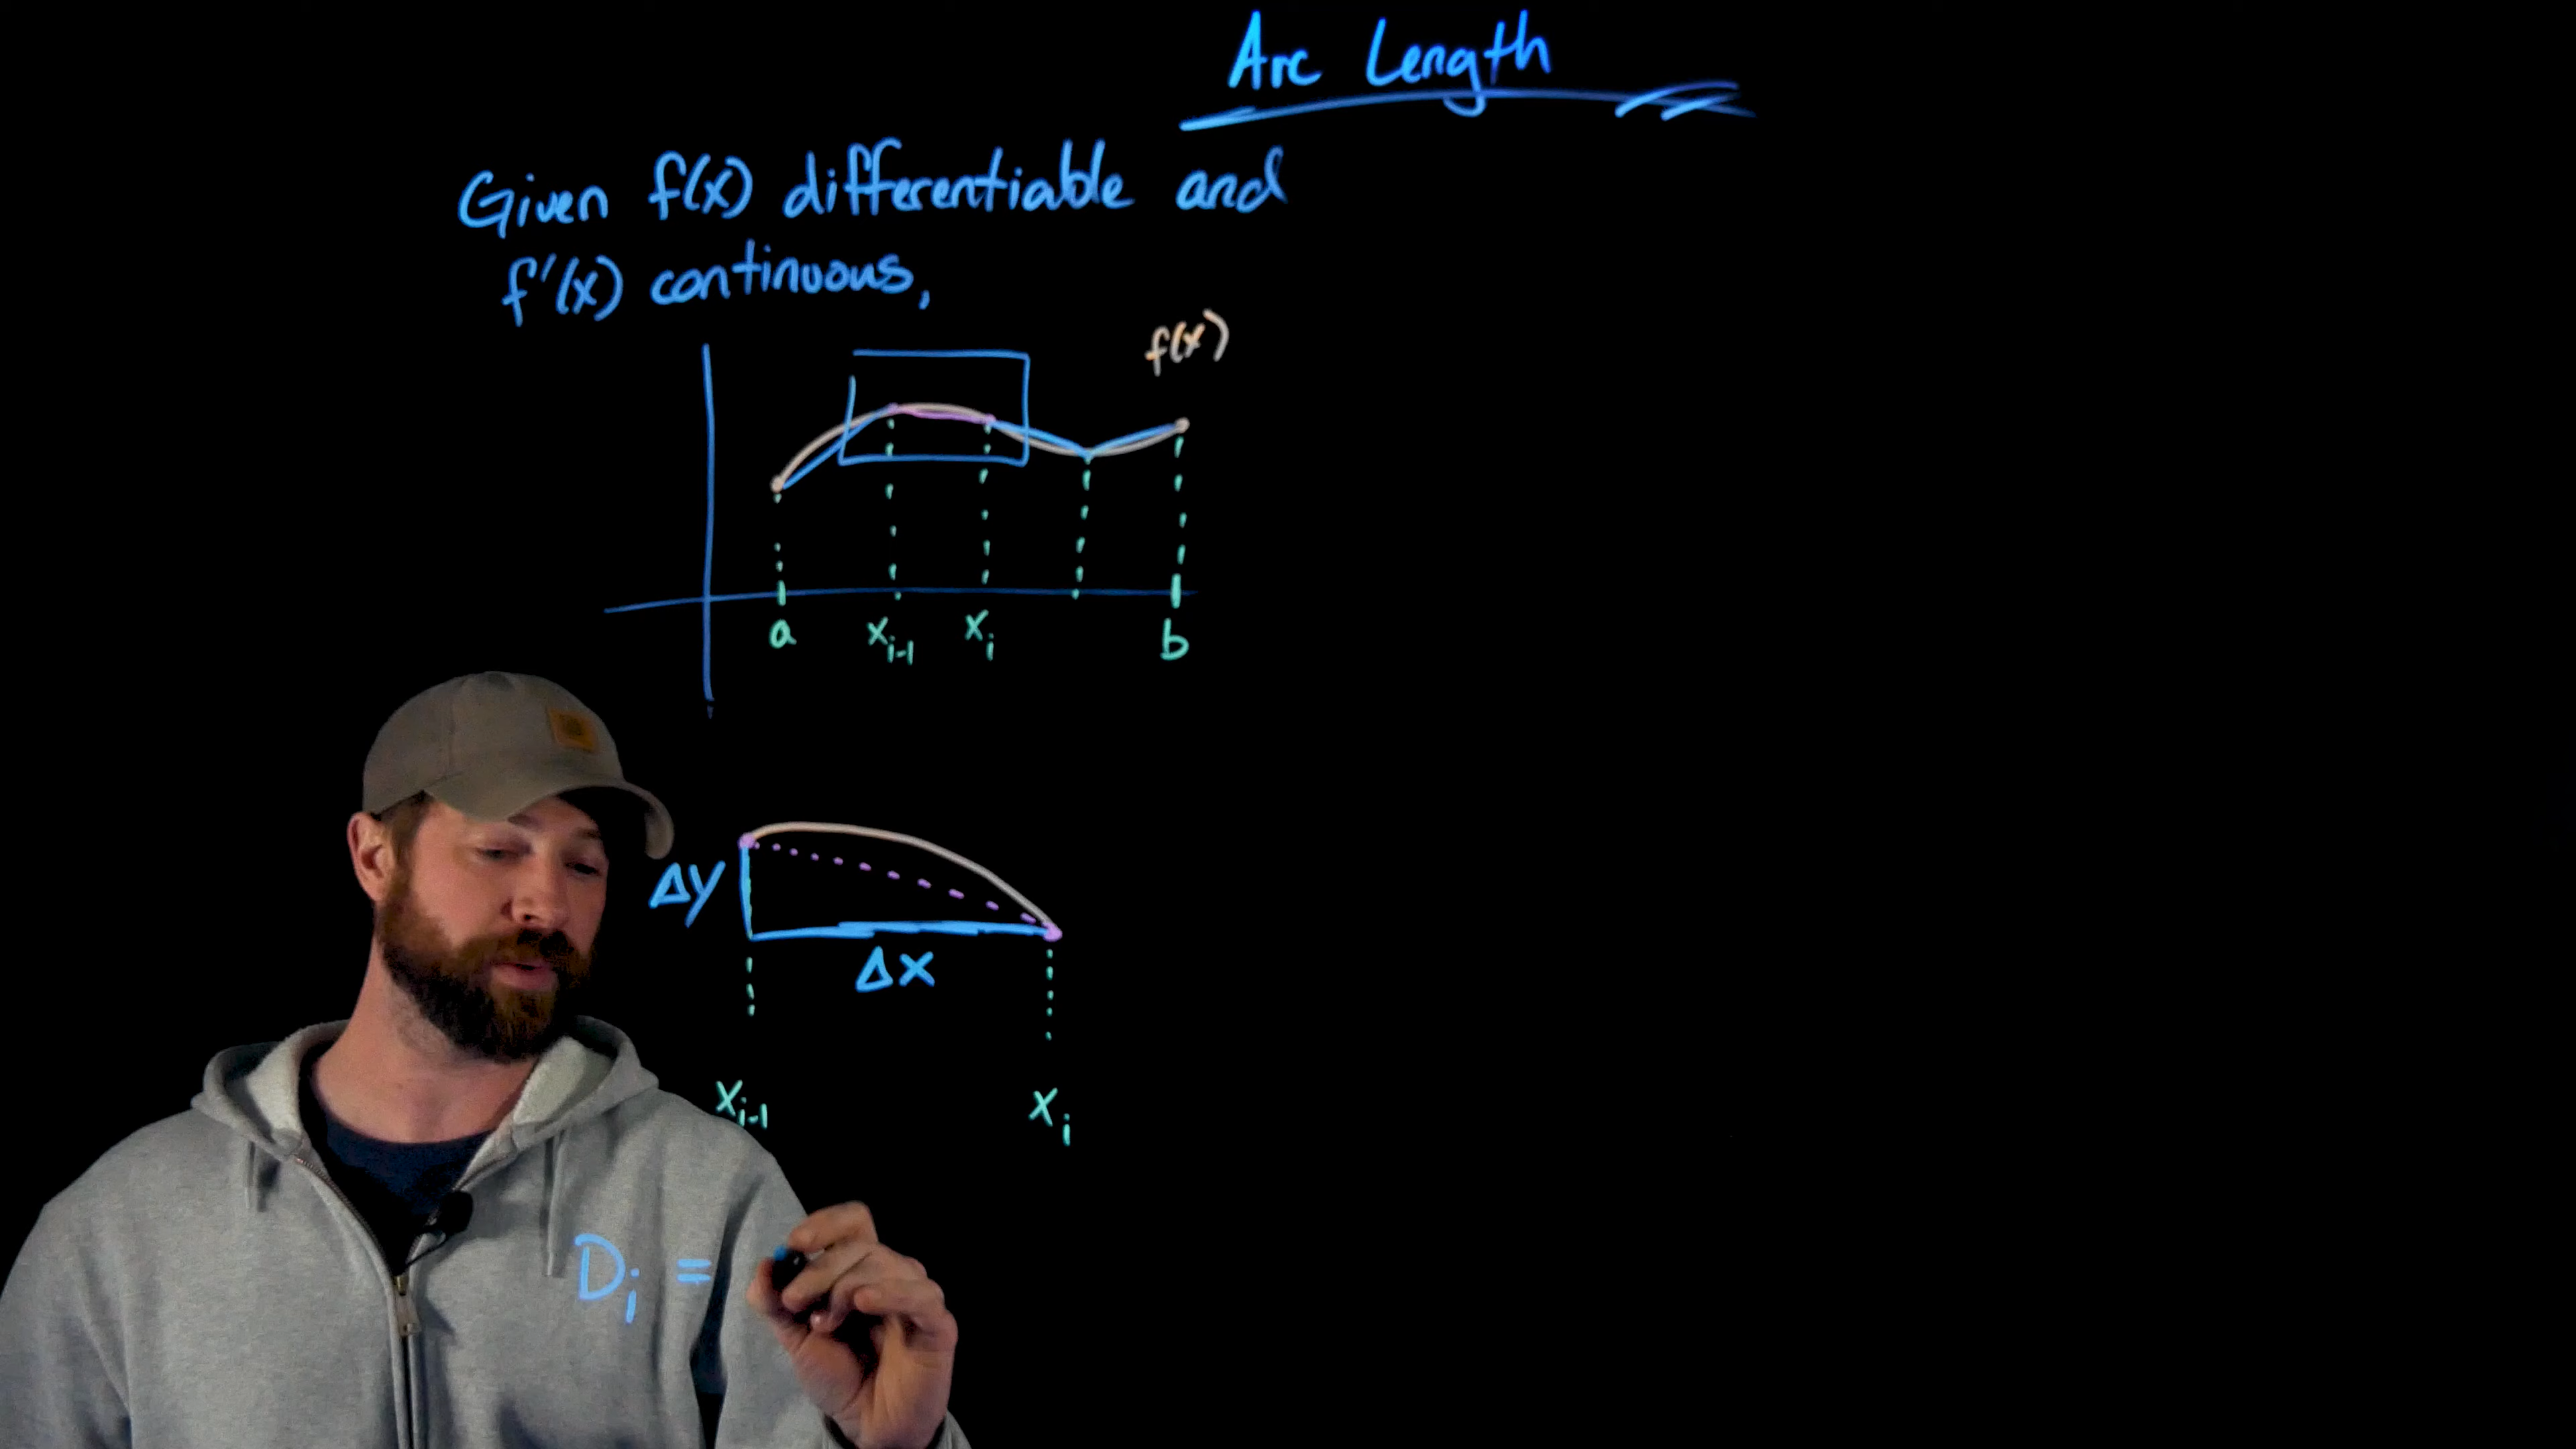 Arc Length
Given f(x) differentiable and
f'(x) continuous,
f(x)
a x_{i-1} x_i b
Δy
Δx
x_{i-1} x_i
D_i =